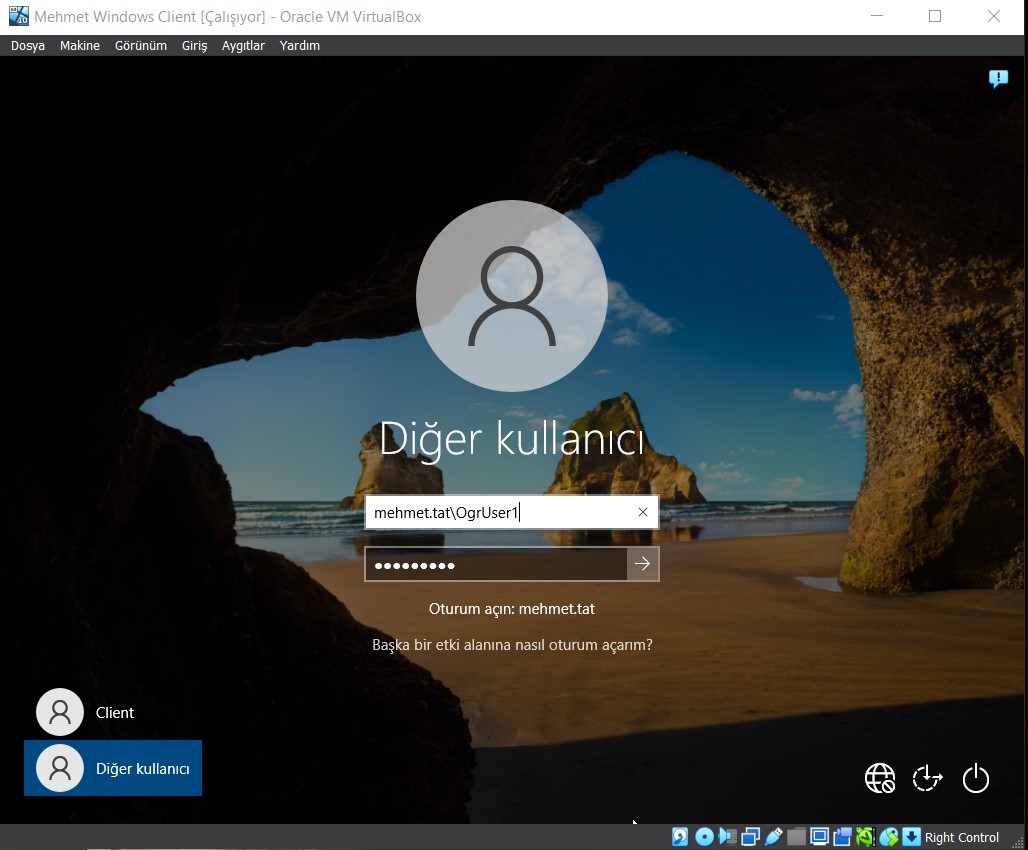 Mehmet Windows Client [Çalışıyor] - Oracle VM VirtualBox
Dosya Makine Görünüm Giriş Aygıtlar Yardım
Diğer kullanıcı
mehmet.tat\OgrUser1
Oturum açın: mehmet.tat
Başka bir etki alanına nasıl oturum açarım?
Client
Diğer kullanıcı
Right Control